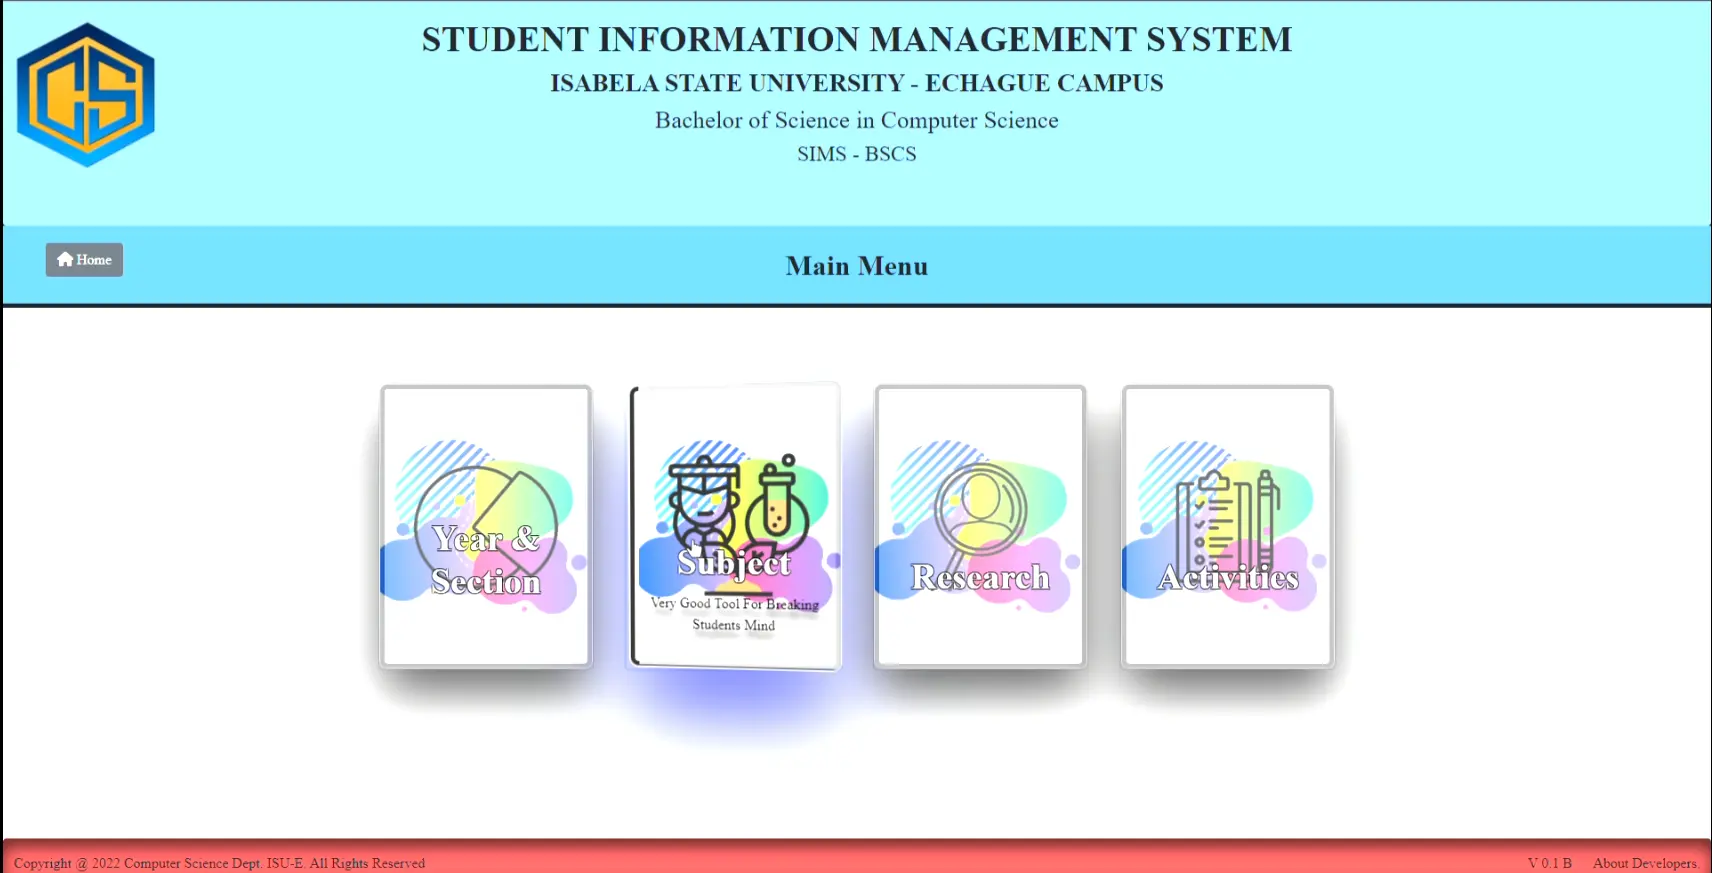 STUDENT INFORMATION MANAGEMENT SYSTEM
ISABELA STATE UNIVERSITY - ECHAGUE CAMPUS
Bachelor of Science in Computer Science
SIMS - BSCS
CS
Home
Main Menu
Year &
Section
Subject
Very Good Tool For Breaking
Students Mind
Research
Activities
Copyright @ 2022 Computer Science Dept. ISU-E. All Rights Reserved
V 0.1 B
About Developers.